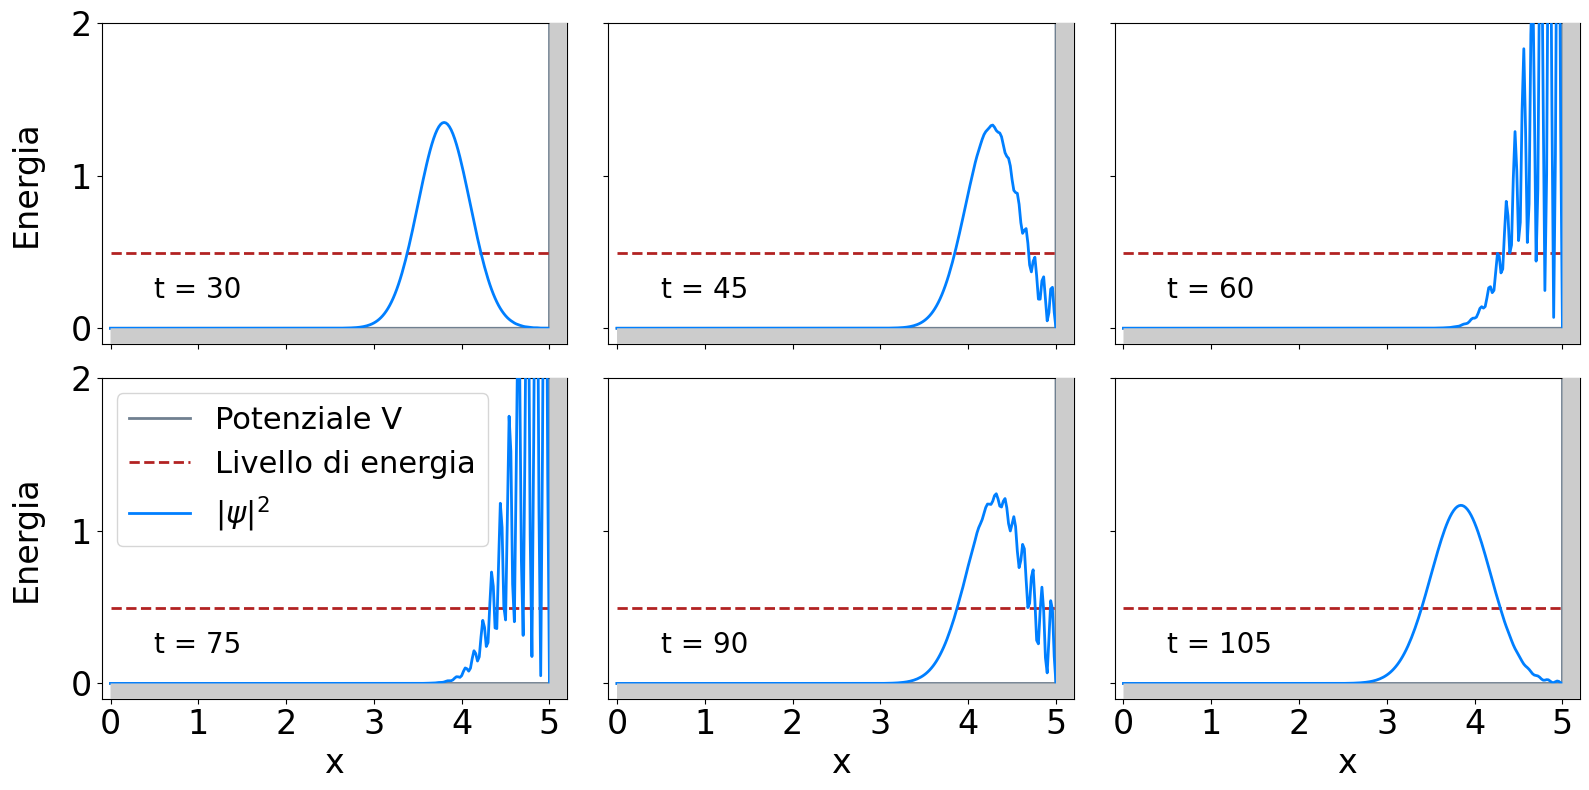 Energia
2
1
0
t = 30
t = 45
t = 60
Energia
2
1
0
Potenziale V
Livello di energia
|ψ|²
t = 75
t = 90
t = 105
0 1 2 3 4 5
0 1 2 3 4 5
0 1 2 3 4 5
x
x
x